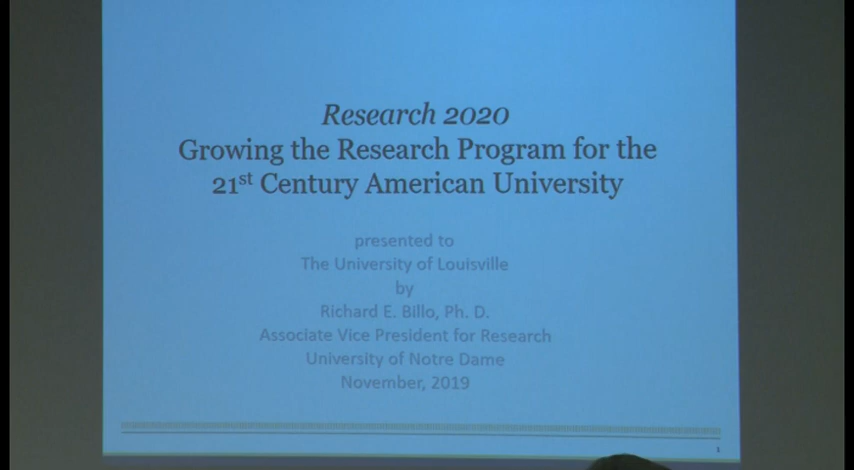 Research 2020
Growing the Research Program for the
21st Century American University
presented to
The University of Louisville
by
Richard E. Billo, Ph. D.
Associate Vice President for Research
University of Notre Dame
November, 2019
1